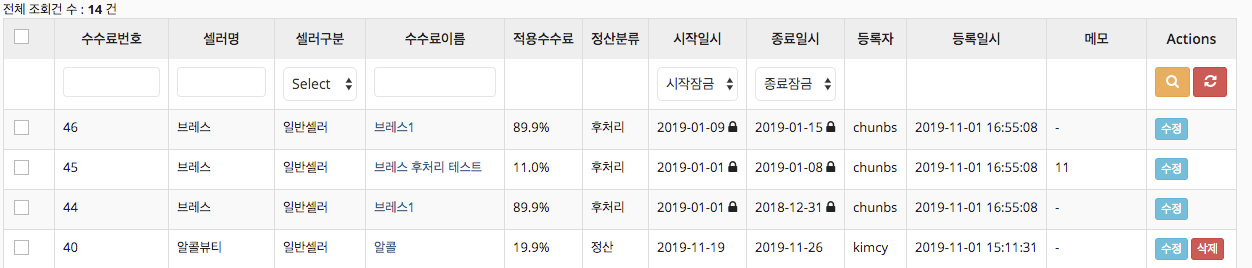 전체 조회건 수 : 14 건
수수료번호 셀러명 셀러구분 수수료이름 적용수수료 정산분류 시작일시 종료일시 등록자 등록일시 메모 Actions
Select 시작잠금 종료잠금
46 브레스 일반셀러 브레스1 89.9% 후처리 2019-01-09 2019-01-15 chunbs 2019-11-01 16:55:08 - 수정
45 브레스 일반셀러 브레스 후처리 테스트 11.0% 후처리 2019-01-01 2019-01-08 chunbs 2019-11-01 16:55:08 11 수정
44 브레스 일반셀러 브레스1 89.9% 후처리 2019-01-01 2018-12-31 chunbs 2019-11-01 16:55:08 - 수정
40 알콜뷰티 일반셀러 알콜 19.9% 정산 2019-11-19 2019-11-26 kimcy 2019-11-01 15:11:31 - 수정 삭제